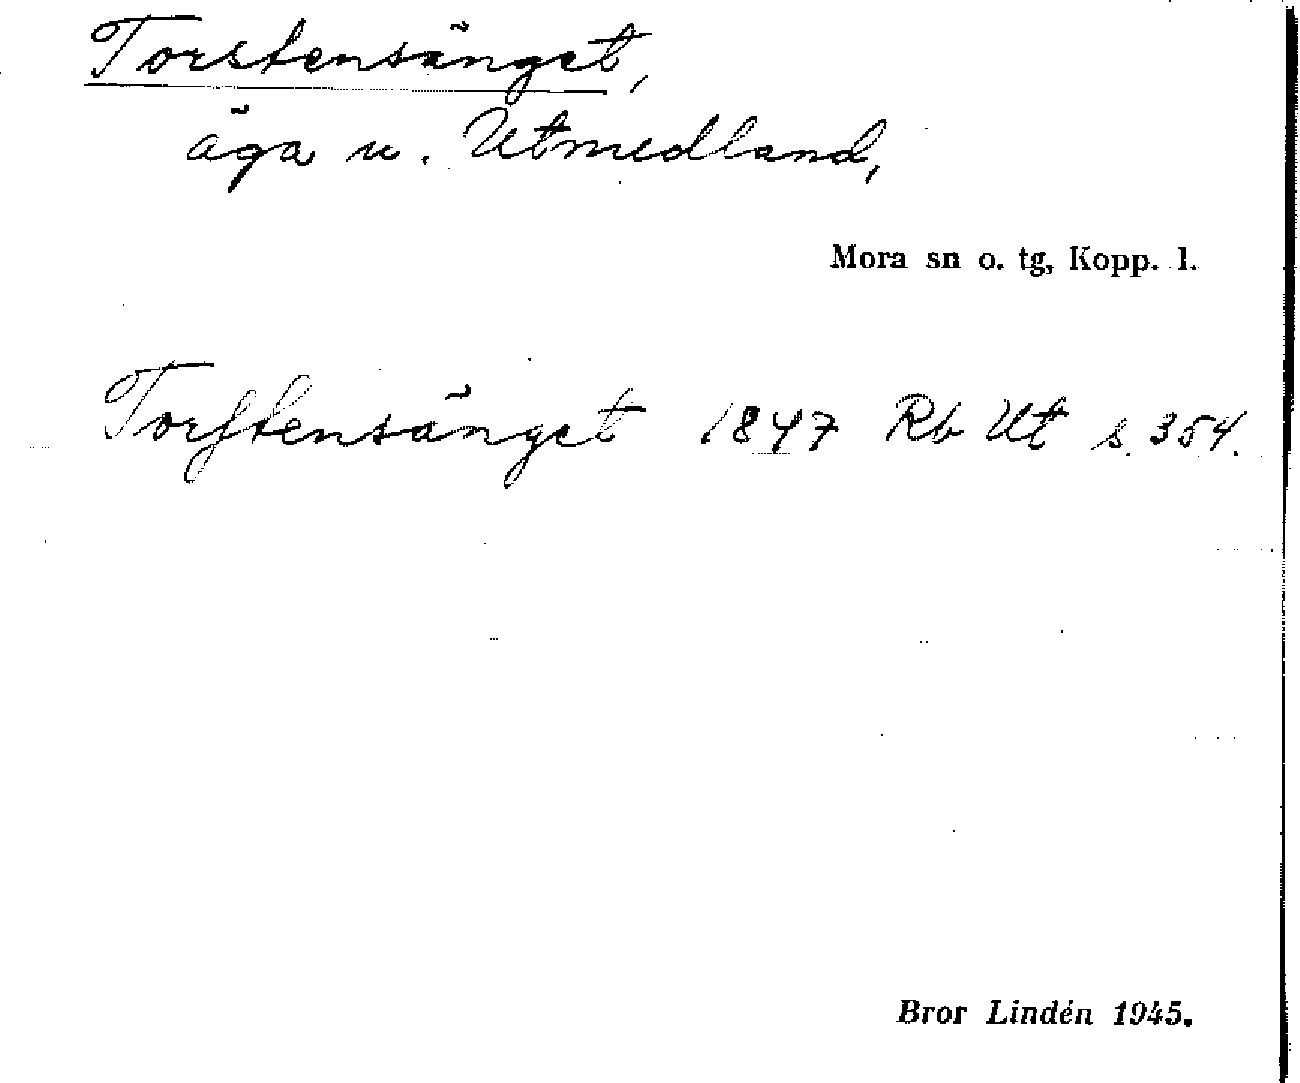 Torstensänget,
äga u. Utmedland,
Mora sn o. tg, Kopp. l.
Torſtensänget 1847 Rb Ut s. 354.
Bror Lindén 1945.